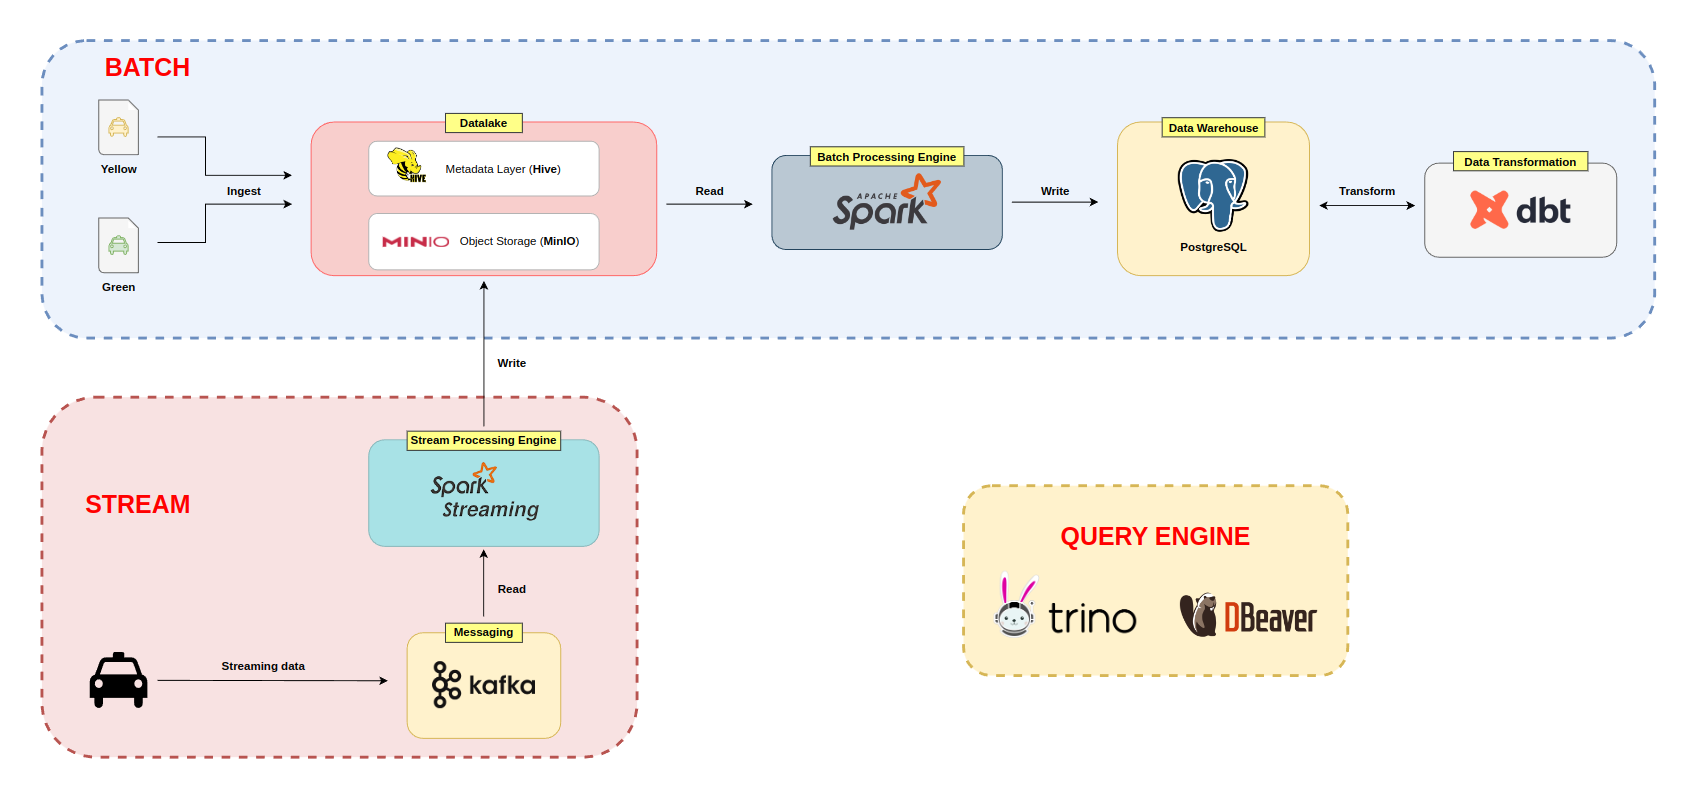 BATCH
Yellow
Green
Ingest
Datalake
HIVE
Metadata Layer (Hive)
MINIO
Object Storage (MinIO)
Read
Batch Processing Engine
APACHE
Spark
Write
Data Warehouse
PostgreSQL
Transform
Data Transformation
dbt
Write
STREAM
Stream Processing Engine
Spark
Streaming
Read
Messaging
kafka
Streaming data
QUERY ENGINE
trino
DBeaver